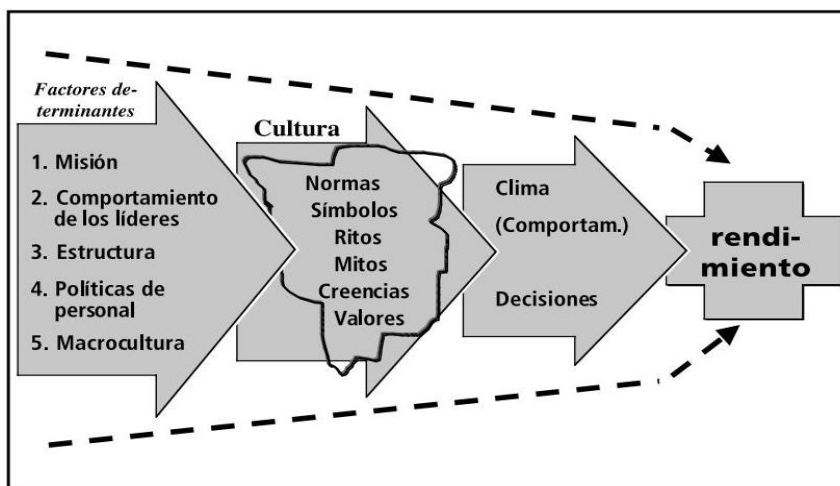 Factores de-
terminantes
1. Misión
2. Comportamiento
de los líderes
3. Estructura
4. Políticas de
personal
5. Macrocultura
Cultura
Normas
Símbolos
Ritos
Mitos
Creencias
Valores
Clima
(Comportam.)
Decisiones
rendi-
miento